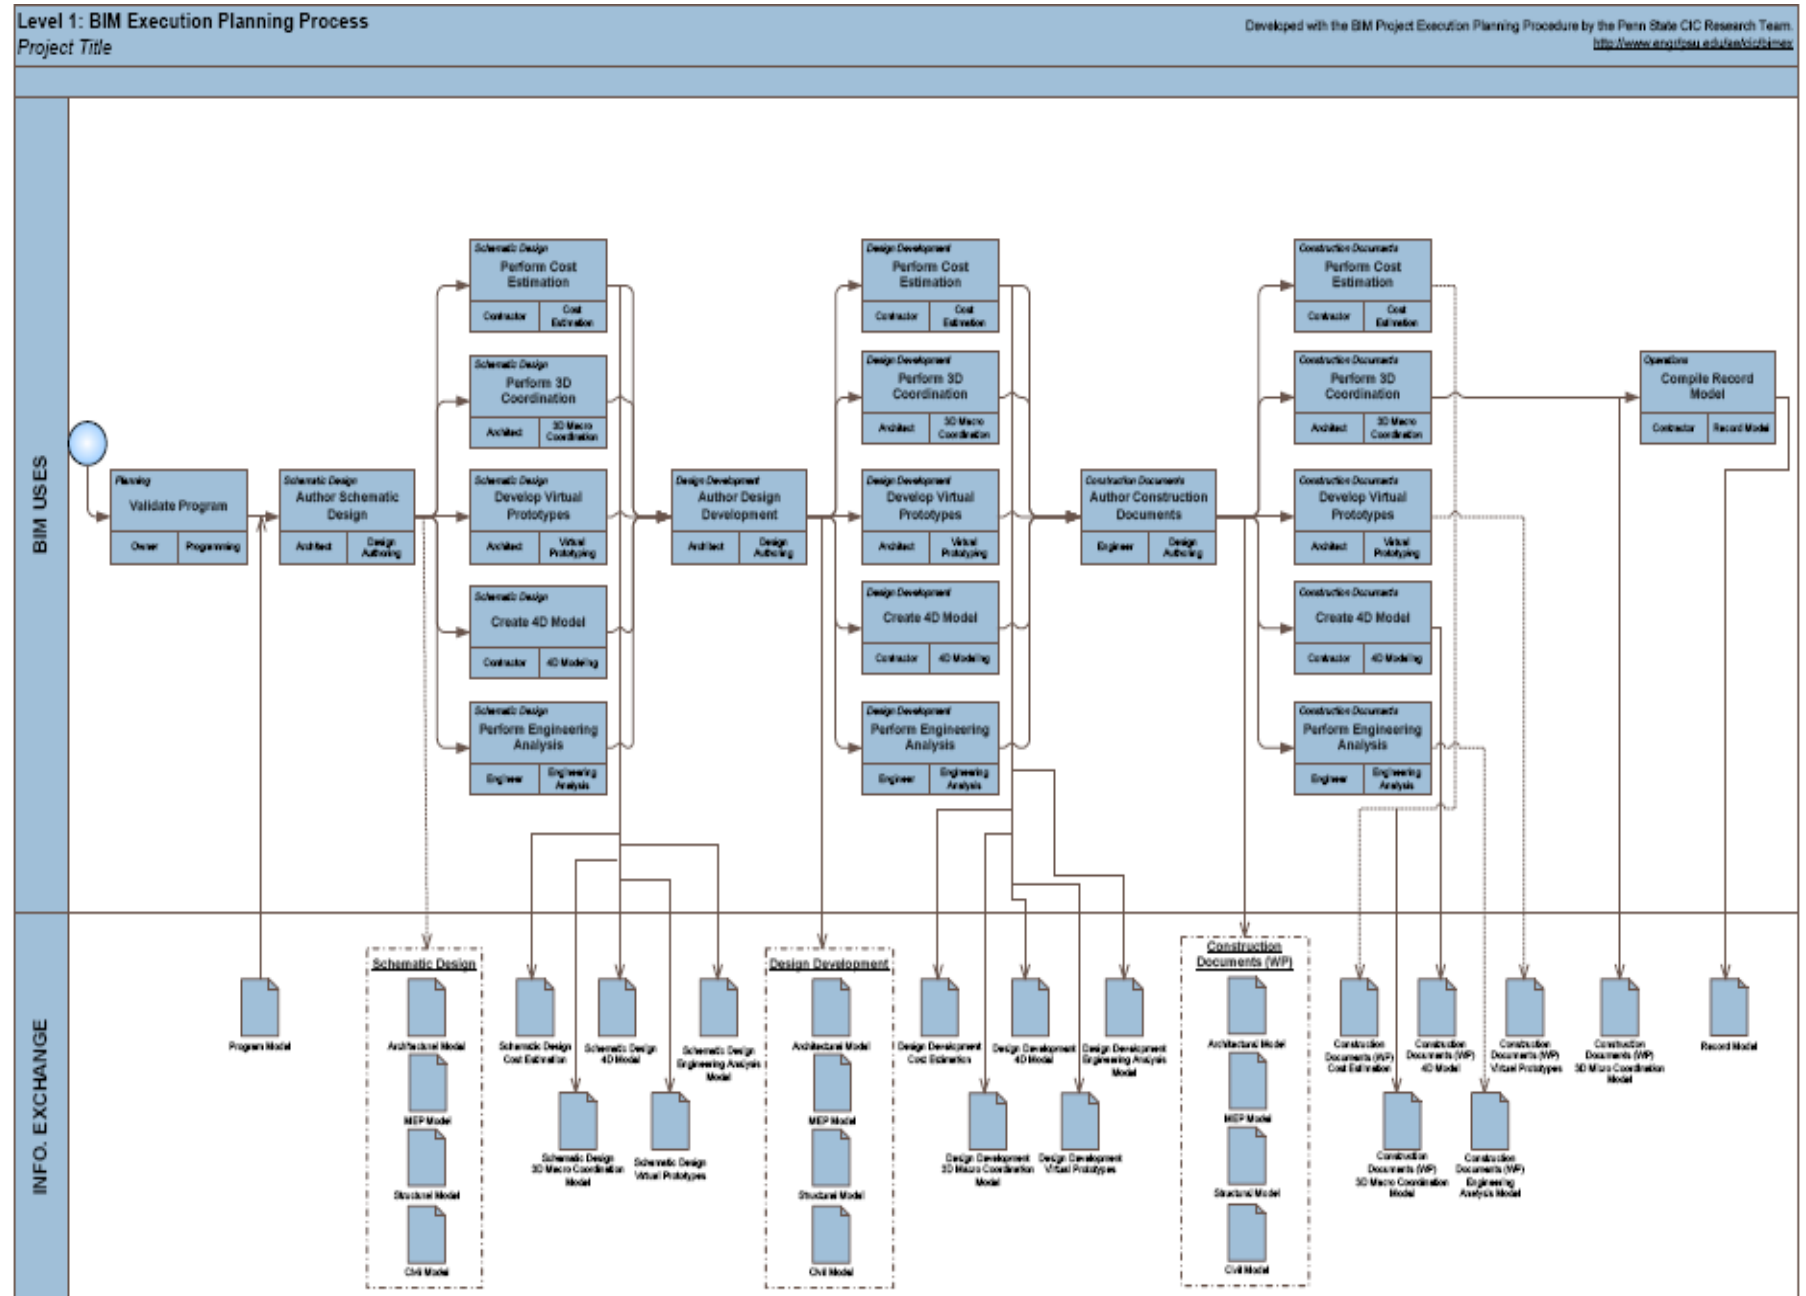 Level 1: BIM Execution Planning Process
Project Title
Developed with the BIM Project Execution Planning Procedure by the Penn State CIC Research Team.
http://www.engr.psu.edu/ae/cic/bimex
BIM USES
Planning
Validate Program
Owner
Programming
Schematic Design
Author Schematic
Design
Architect
Design
Authoring
Schematic Design
Perform Cost
Estimation
Contractor
Cost
Estimation
Schematic Design
Perform 3D
Coordination
Architect
3D Macro
Coordination
Schematic Design
Develop Virtual
Prototypes
Architect
Virtual
Prototyping
Schematic Design
Create 4D Model
Contractor
4D Modeling
Schematic Design
Perform Engineering
Analysis
Engineer
Engineering
Analysis
Design Development
Author Design
Development
Architect
Design
Authoring
Design Development
Perform Cost
Estimation
Contractor
Cost
Estimation
Design Development
Perform 3D
Coordination
Architect
3D Macro
Coordination
Design Development
Develop Virtual
Prototypes
Architect
Virtual
Prototyping
Design Development
Create 4D Model
Contractor
4D Modeling
Design Development
Perform Engineering
Analysis
Engineer
Engineering
Analysis
Construction Documents
Author Construction
Documents
Engineer
Design
Authoring
Construction Documents
Perform Cost
Estimation
Contractor
Cost
Estimation
Construction Documents
Perform 3D
Coordination
Architect
3D Macro
Coordination
Construction Documents
Develop Virtual
Prototypes
Architect
Virtual
Prototyping
Construction Documents
Create 4D Model
Contractor
4D Modeling
Construction Documents
Perform Engineering
Analysis
Engineer
Engineering
Analysis
Operations
Compile Record
Model
Contractor
Record Model
INFO. EXCHANGE
Program Model
Schematic Design
Architectural Model
MEP Model
Structural Model
Civil Model
Schematic Design
Cost Estimation
Schematic Design
4D Model
Schematic Design
Engineering Analysis
Model
Schematic Design
3D Macro Coordination
Model
Schematic Design
Virtual Prototypes
Design Development
Architectural Model
MEP Model
Structural Model
Civil Model
Design Development
Cost Estimation
Design Development
4D Model
Design Development
Engineering Analysis
Model
Design Development
3D Macro Coordination
Model
Design Development
Virtual Prototypes
Construction
Documents (WP)
Architectural Model
MEP Model
Structural Model
Civil Model
Construction
Documents (WP)
Cost Estimation
Construction
Documents (WP)
4D Model
Construction
Documents (WP)
Virtual Prototypes
Construction
Documents (WP)
3D Micro Coordination
Model
Construction
Documents (WP)
3D Macro Coordination
Model
Construction
Documents (WP)
Engineering
Analysis Model
Record Model